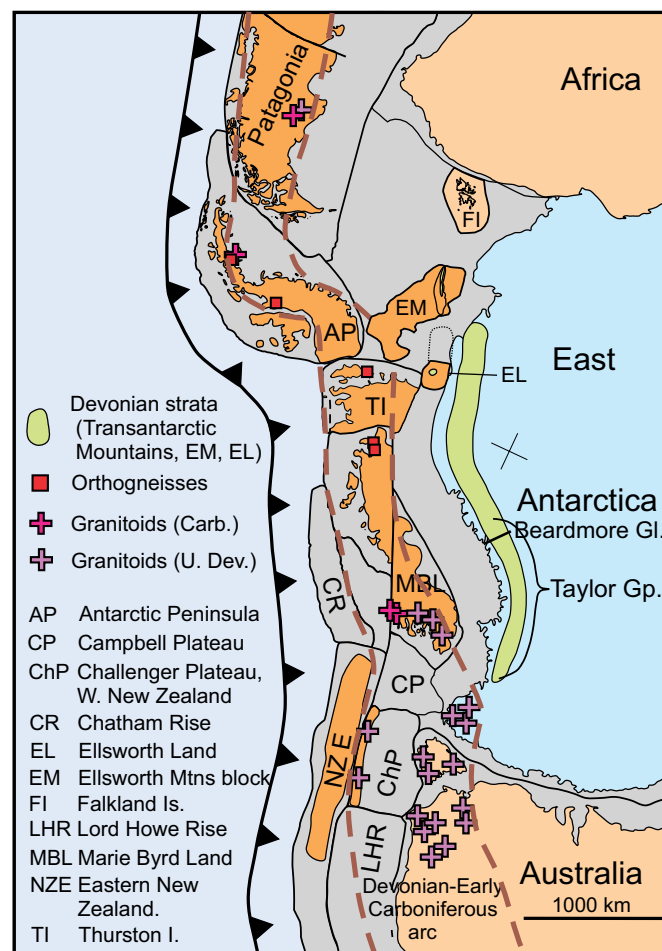 Africa
Patagonia
FI
EM
AP
East
EL
TI
Devonian strata
(Transantarctic
Mountains, EM, EL)
Orthogneisses
Granitoids (Carb.)
Granitoids (U. Dev.)
Antarctica
Beardmore Gl.
Taylor Gp.
CR
MBL
CP
NZ E
ChP
LHR
AP Antarctic Peninsula
CP Campbell Plateau
ChP Challenger Plateau,
W. New Zealand
CR Chatham Rise
EL Ellsworth Land
EM Ellsworth Mtns block
FI Falkland Is.
LHR Lord Howe Rise
MBL Marie Byrd Land
NZE Eastern New
Zealand.
TI Thurston I.
Devonian-Early
Carboniferous
arc
Australia
1000 km